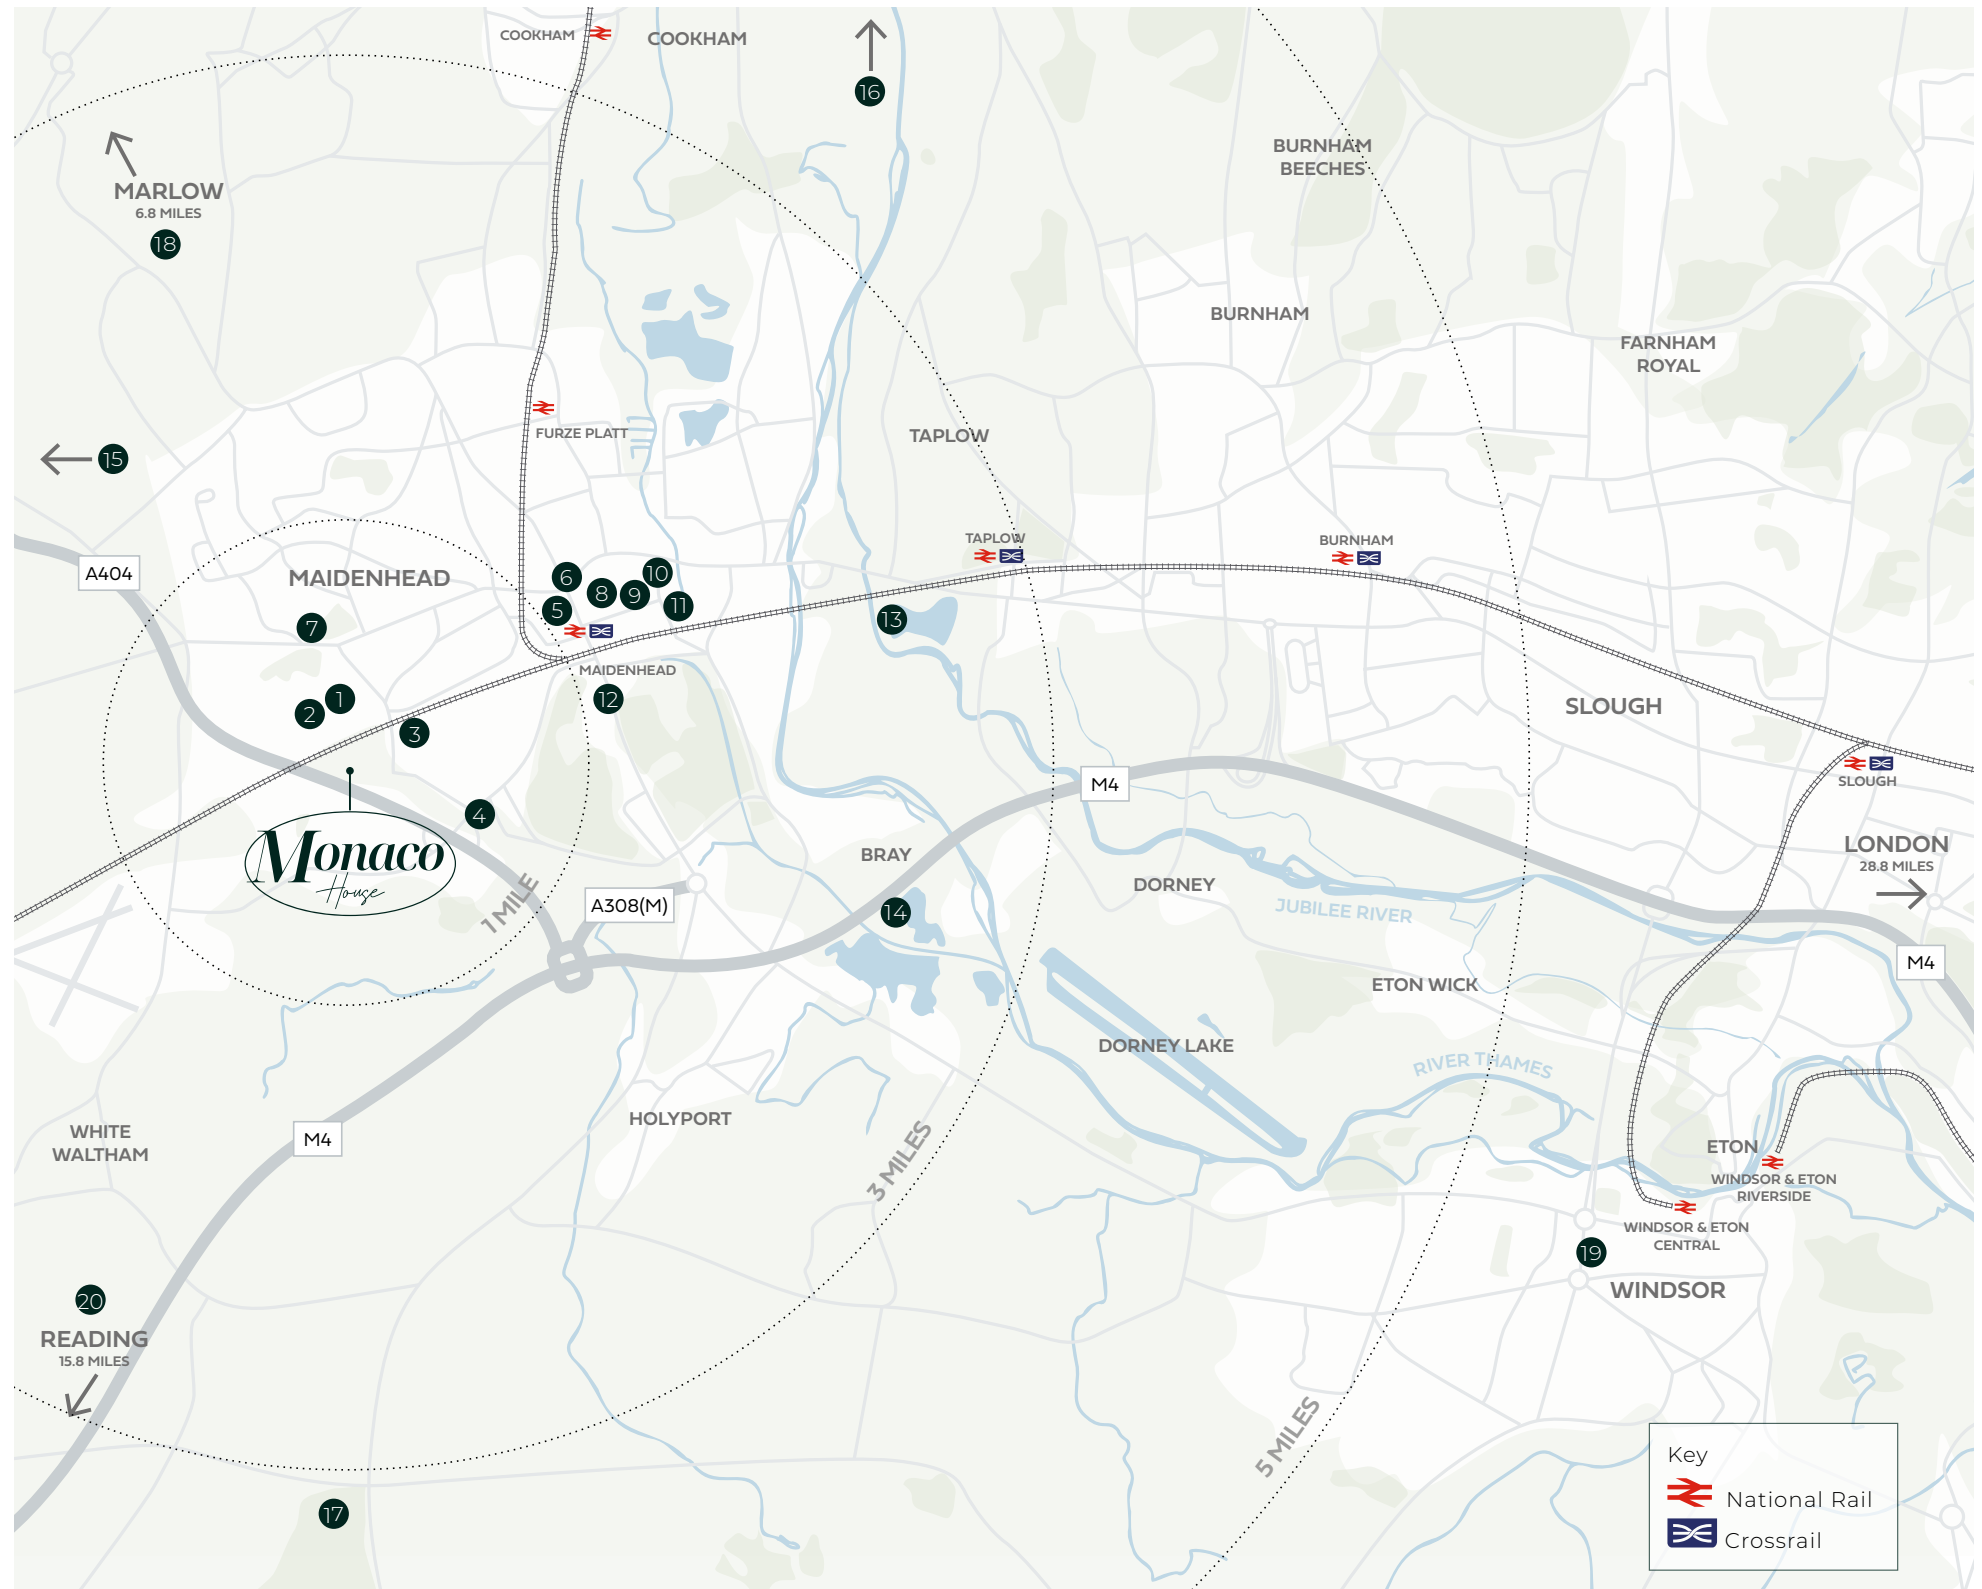 COOKHAM
COOKHAM
16
BURNHAM
BEECHES
MARLOW
6.8 MILES
18
BURNHAM
FARNHAM
ROYAL
FURZE PLATT
TAPLOW
15
TAPLOW
BURNHAM
A404
MAIDENHEAD
6
10
8
9
5
11
7
13
MAIDENHEAD
12
1
2
3
SLOUGH
M4
SLOUGH
4
Monaco
House
BRAY
LONDON
28.8 MILES
DORNEY
1 MILE
A308(M)
14
JUBILEE RIVER
M4
ETON WICK
DORNEY LAKE
RIVER THAMES
HOLYPORT
WHITE
WALTHAM
M4
3 MILES
ETON
WINDSOR & ETON
RIVERSIDE
WINDSOR & ETON
CENTRAL
19
WINDSOR
20
READING
15.8 MILES
5 MILES
17
Key
National Rail
Crossrail